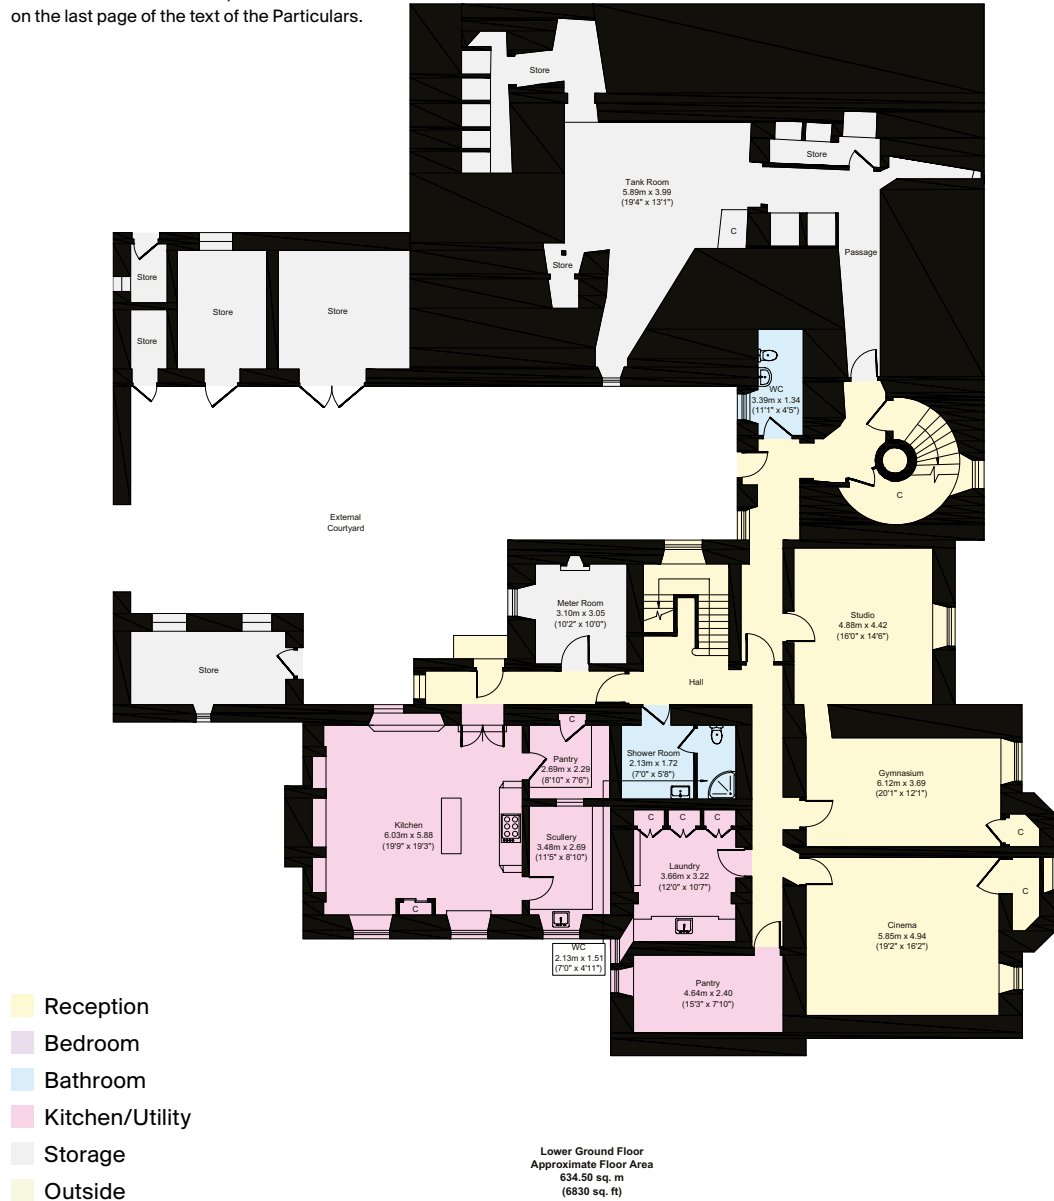 on the last page of the text of the Particulars.
Store
Store
Tank Room
5.89m x 3.99
(19'4" x 13'1")
C
Passage
Store
Store
Store
Store
Store
WC
3.39m x 1.34
(11'1" x 4'5")
C
External
Courtyard
Meter Room
3.10m x 3.05
(10'2" x 10'0")
Studio
4.88m x 4.42
(16'0" x 14'6")
Store
Hall
C
Pantry
2.69m x 2.29
(8'10" x 7'6")
Shower Room
2.13m x 1.72
(7'0" x 5'8")
Gymnasium
6.12m x 3.69
(20'1" x 12'1")
C
Kitchen
6.03m x 5.88
(19'9" x 19'3")
C
Scullery
3.48m x 2.69
(11'5" x 8'10")
C
C
C
Laundry
3.66m x 3.22
(12'0" x 10'7")
C
Cinema
5.85m x 4.94
(19'2" x 16'2")
WC
2.13m x 1.51
(7'0" x 4'11")
Pantry
4.64m x 2.40
(15'3" x 7'10")
Reception
Bedroom
Bathroom
Kitchen/Utility
Storage
Outside
Lower Ground Floor
Approximate Floor Area
634.50 sq. m
(6830 sq. ft)